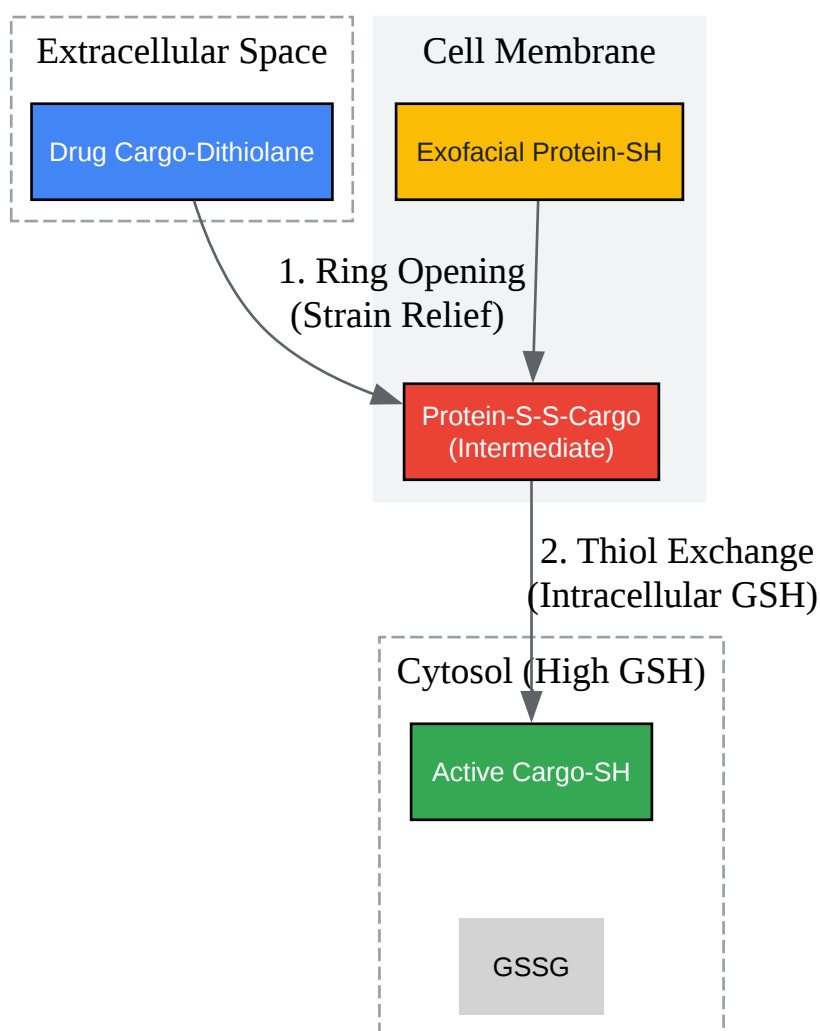 Extracellular Space
Cell Membrane
Drug Cargo-Dithiolane
Exofacial Protein-SH
1. Ring Opening
(Strain Relief)
Protein-S-S-Cargo
(Intermediate)
2. Thiol Exchange
(Intracellular GSH)
Cytosol (High GSH)
Active Cargo-SH
GSSG